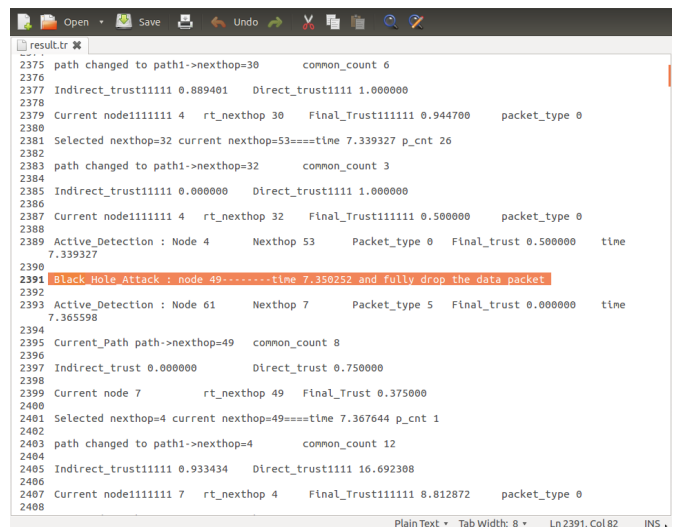 Open Save Undo
result.tr
2375 path changed to path1->nexthop=30 common_count 6
2376
2377 Indirect_trust11111 0.889401 Direct_trust1111 1.000000
2378
2379 Current node1111111 4 rt_nexthop 30 Final_Trust111111 0.944700 packet_type 0
2380
2381 Selected nexthop=32 current nexthop=53====time 7.339327 p_cnt 26
2382
2383 path changed to path1->nexthop=32 common_count 3
2384
2385 Indirect_trust11111 0.000000 Direct_trust1111 1.000000
2386
2387 Current node1111111 4 rt_nexthop 32 Final_Trust111111 0.500000 packet_type 0
2388
2389 Active_Detection : Node 4 Nexthop 53 Packet_type 0 Final_trust 0.500000 time
7.339327
2390
2391 Black_Hole_Attack : node 49--------time 7.350252 and fully drop the data packet
2392
2393 Active_Detection : Node 61 Nexthop 7 Packet_type 5 Final_trust 0.000000 time
7.365598
2394
2395 Current_Path path->nexthop=49 common_count 8
2396
2397 Indirect_trust 0.000000 Direct_trust 0.750000
2398
2399 Current node 7 rt_nexthop 49 Final_Trust 0.375000
2400
2401 Selected nexthop=4 current nexthop=49====time 7.367644 p_cnt 1
2402
2403 path changed to path1->nexthop=4 common_count 12
2404
2405 Indirect_trust11111 0.933434 Direct_trust1111 16.692308
2406
2407 Current node1111111 7 rt_nexthop 4 Final_Trust111111 8.812872 packet_type 0
2408
Plain Text Tab Width: 8 Ln 2391, Col 82 INS